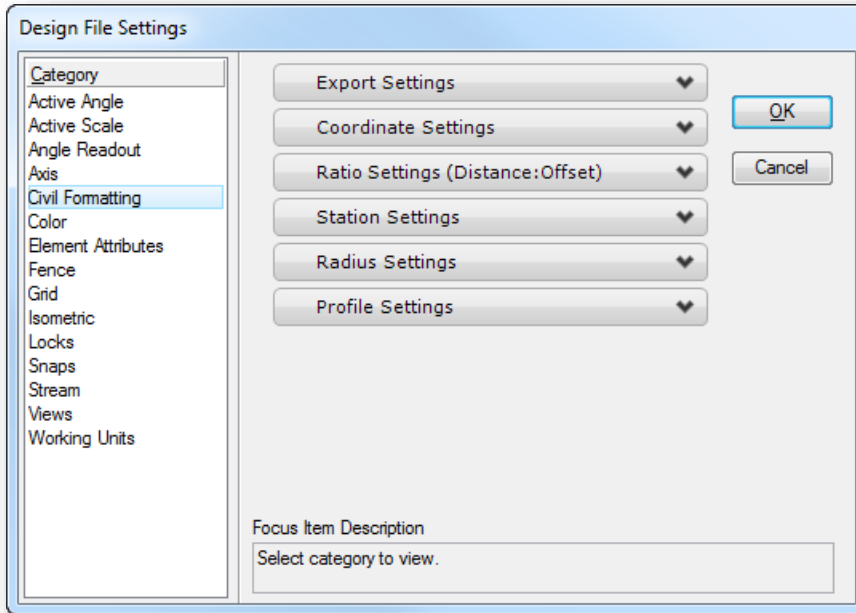 Design File Settings
Category
Active Angle
Active Scale
Angle Readout
Axis
Civil Formatting
Color
Element Attributes
Fence
Grid
Isometric
Locks
Snaps
Stream
Views
Working Units
Export Settings
Coordinate Settings
Ratio Settings (Distance:Offset)
Station Settings
Radius Settings
Profile Settings
OK
Cancel
Focus Item Description
Select category to view.